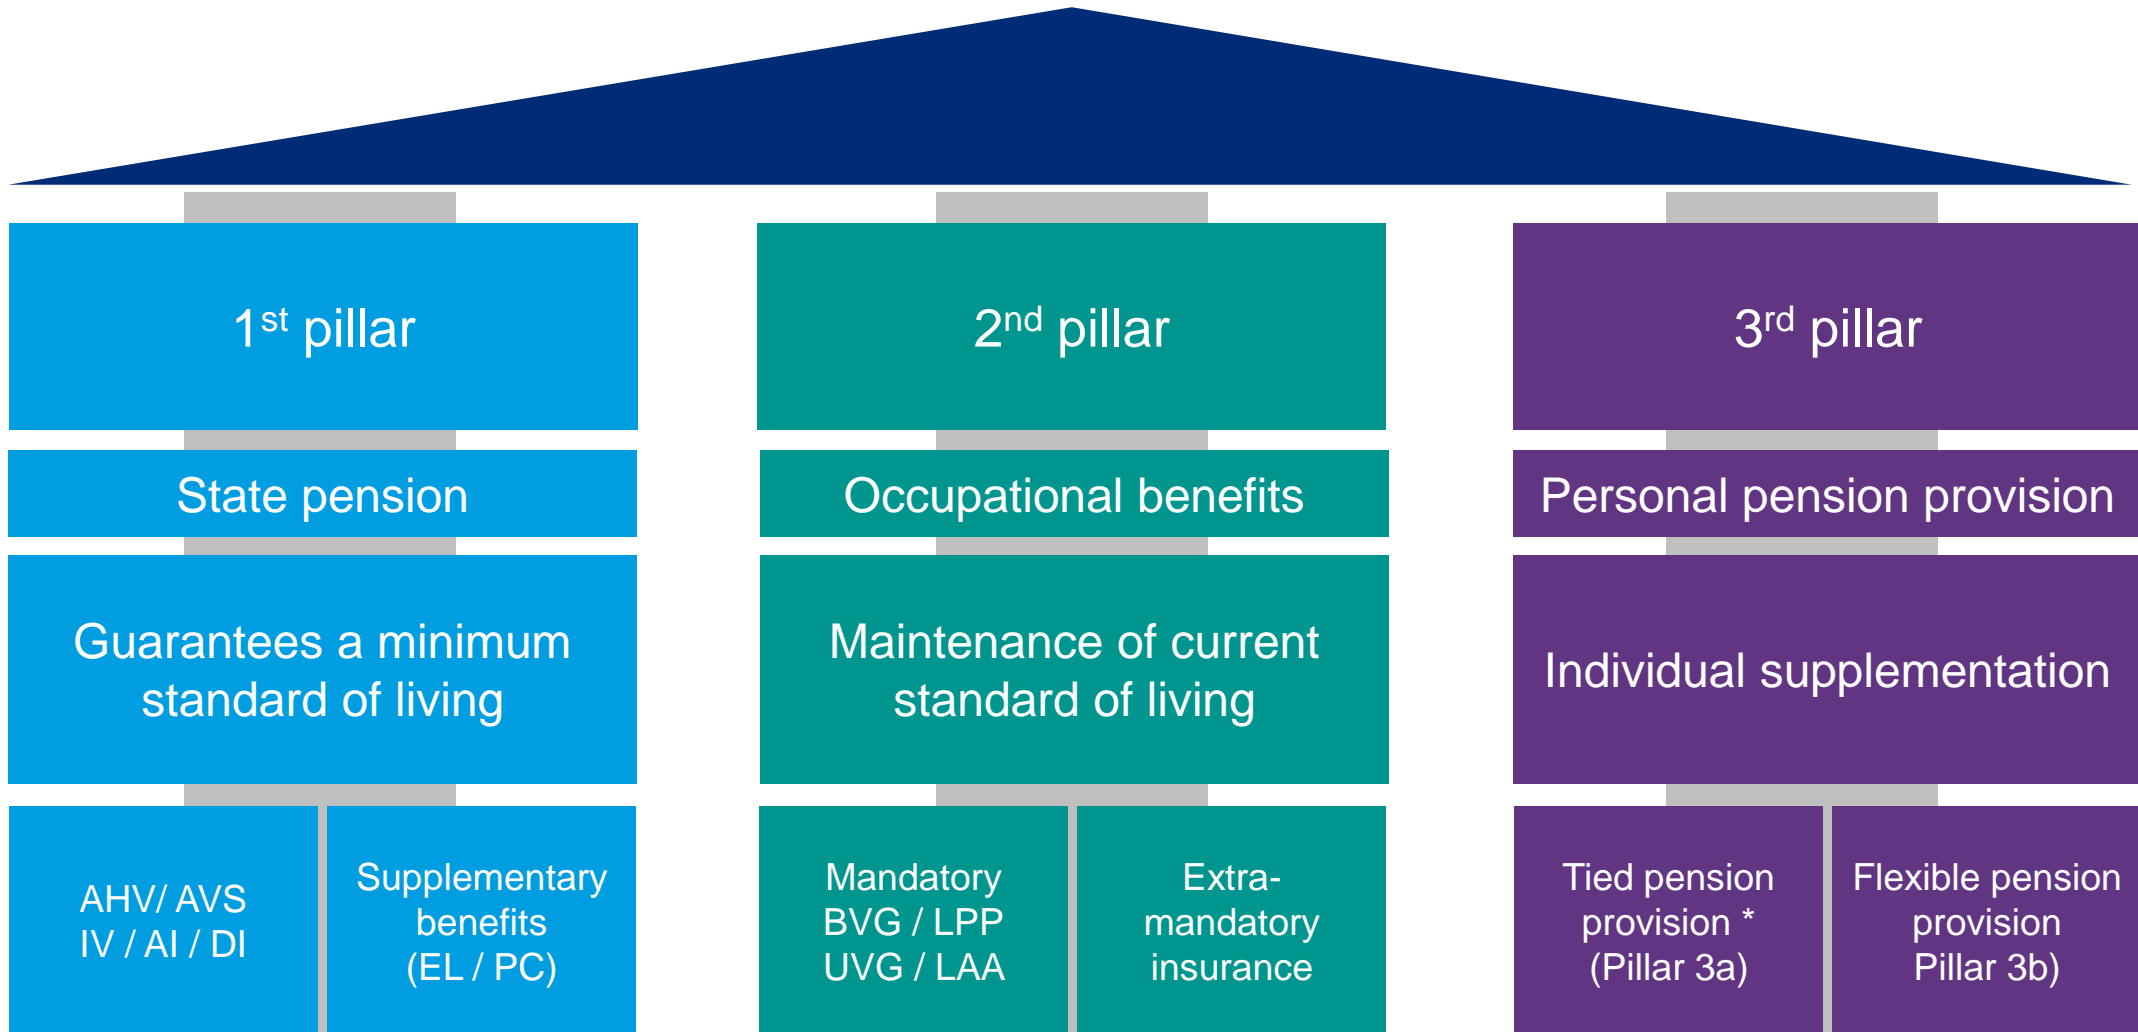 1st pillar
2nd pillar
3rd pillar
State pension
Occupational benefits
Personal pension provision
Guarantees a minimum
standard of living
Maintenance of current
standard of living
Individual supplementation
AHV/ AVS
IV / AI / DI
Supplementary
benefits
(EL / PC)
Mandatory
BVG / LPP
UVG / LAA
Extra-
mandatory
insurance
Tied pension
provision *
(Pillar 3a)
Flexible pension
provision
Pillar 3b)